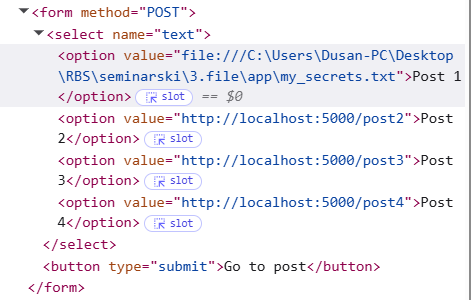 ▼<form method="POST">
▼<select name="text">
<option value="file:///C:\Users\Dusan-PC\Desktop
\RBS\seminarski\3.file\app\my_secrets.txt">Post 1
</option> slot == $0
<option value="http://localhost:5000/post2">Post
2</option> slot
<option value="http://localhost:5000/post3">Post
3</option> slot
<option value="http://localhost:5000/post4">Post
4</option> slot
</select>
<button type="submit">Go to post</button>
</form>